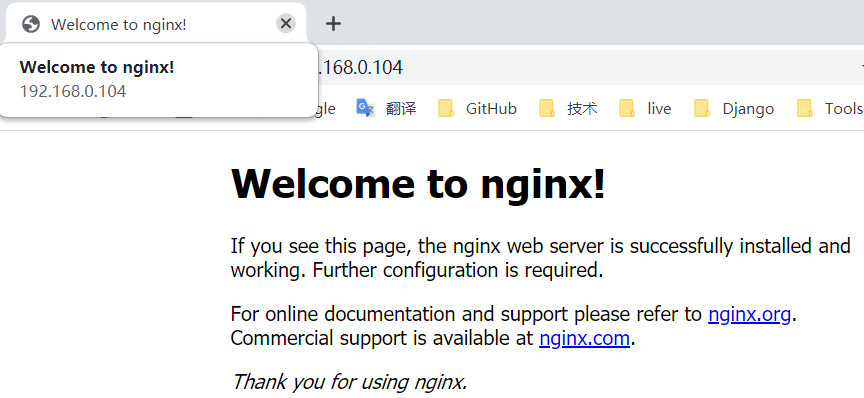 Welcome to nginx!
Welcome to nginx!
192.168.0.104
.168.0.104
gle 翻译 GitHub 技术 live Django Tools
Welcome to nginx!
If you see this page, the nginx web server is successfully installed and
working. Further configuration is required.
For online documentation and support please refer to nginx.org.
Commercial support is available at nginx.com.
Thank you for using nginx.